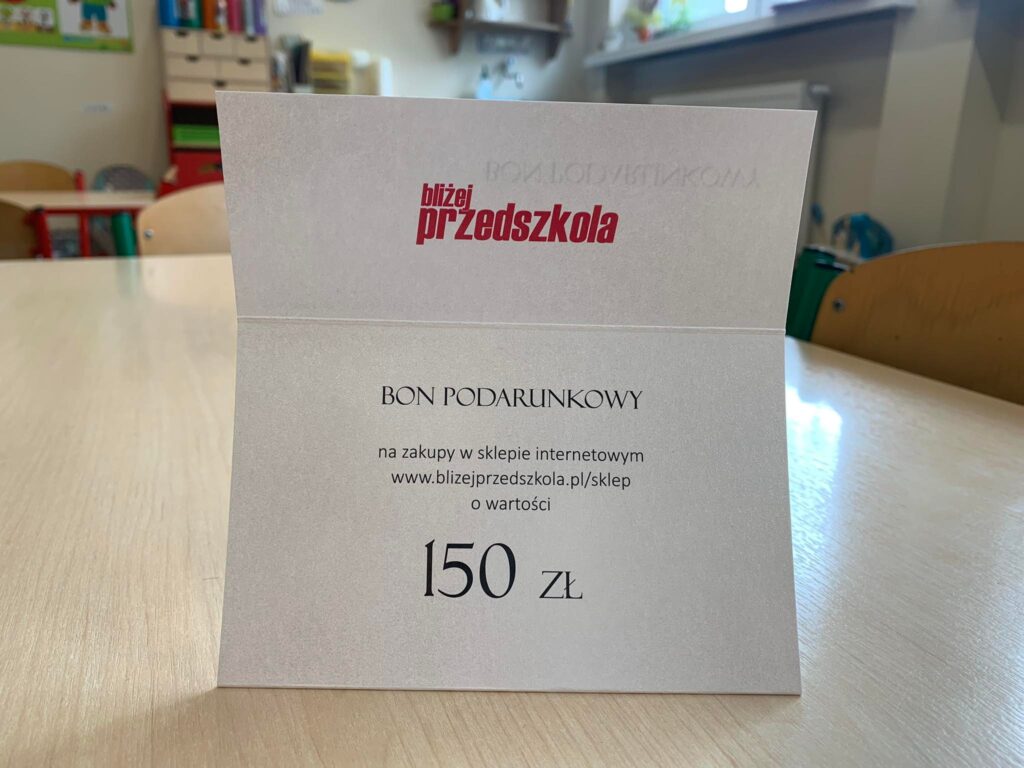 bliżej
przedszkola
BON PODARUNKOWY
na zakupy w sklepie internetowym
www.blizejprzedszkola.pl/sklep
o wartości
150 ZŁ